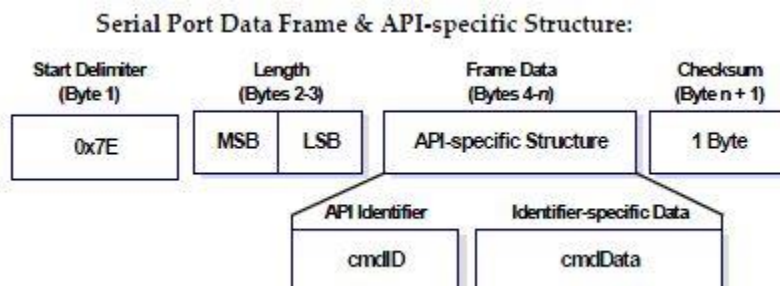 Serial Port Data Frame & API-specific Structure:
Start Delimiter
(Byte 1)
Length
(Bytes 2-3)
Frame Data
(Bytes 4-n)
Checksum
(Byte n + 1)
0x7E
MSB
LSB
API-specific Structure
1 Byte
API Identifier
Identifier-specific Data
cmdID
cmdData